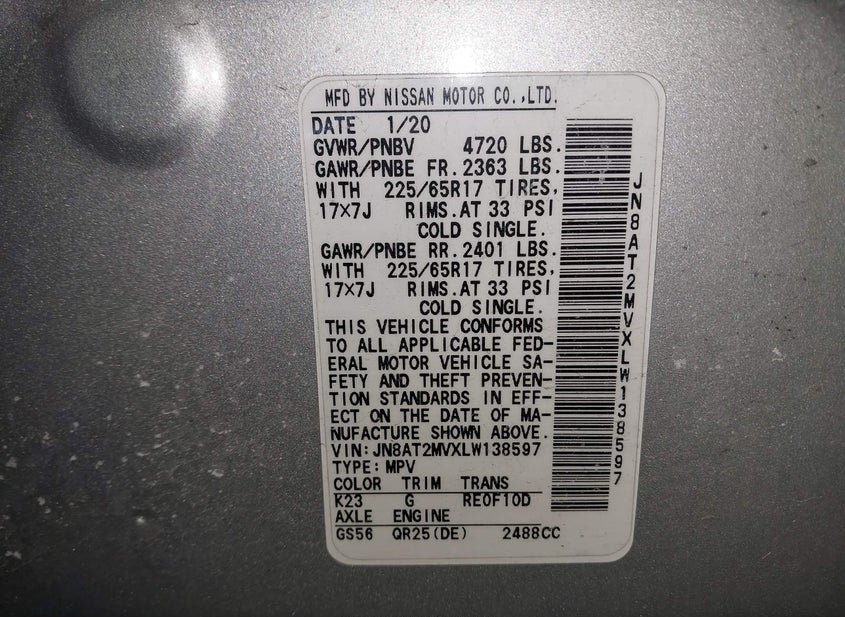 MFD BY NISSAN MOTOR CO.,LTD.
DATE 1/20
GVWR/PNBV 4720 LBS.
GAWR/PNBE FR.2363 LBS.
WITH 225/65R17 TIRES,
17×7J RIMS.AT 33 PSI
COLD SINGLE.
GAWR/PNBE RR.2401 LBS.
WITH 225/65R17 TIRES,
17×7J RIMS.AT 33 PSI
COLD SINGLE.
THIS VEHICLE CONFORMS
TO ALL APPLICABLE FED-
ERAL MOTOR VEHICLE SA-
FETY AND THEFT PREVEN-
TION STANDARDS IN EFF-
ECT ON THE DATE OF MA-
NUFACTURE SHOWN ABOVE.
VIN:JN8AT2MVXLW138597
TYPE:MPV
COLOR TRIM TRANS
K23 G RE0F10D
AXLE ENGINE
GS56 QR25(DE) 2488CC
JN8AT2MVXLW138597